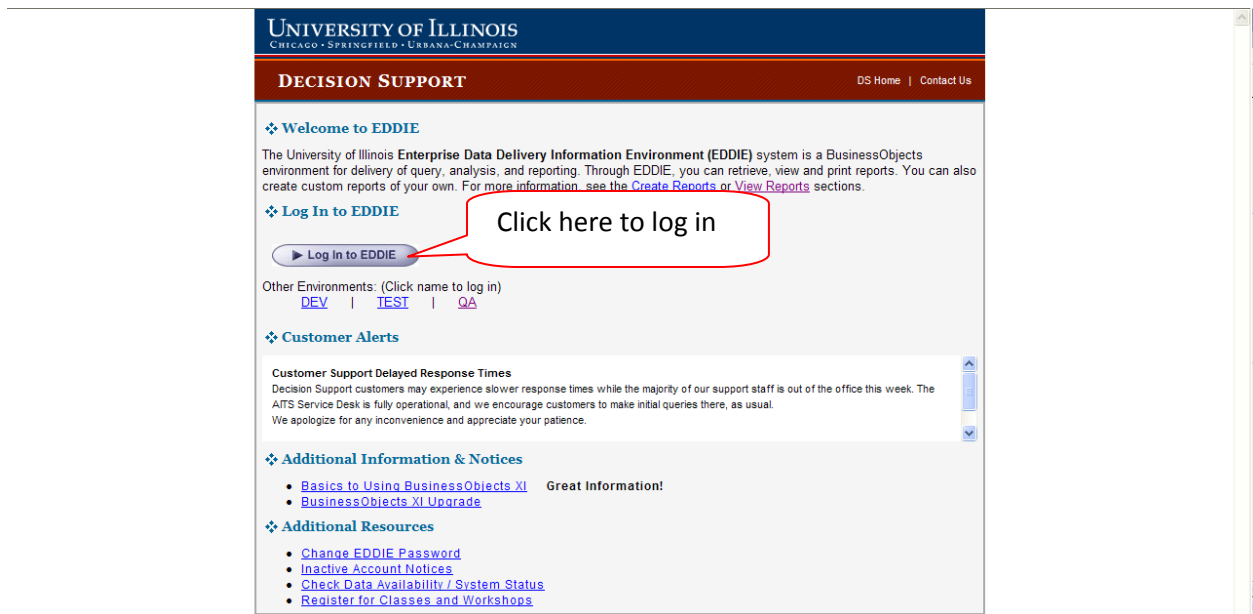 UNIVERSITY OF ILLINOIS
CHICAGO • SPRINGFIELD • URBANA-CHAMPAIGN
DECISION SUPPORT
DS Home | Contact Us
Welcome to EDDIE
The University of Illinois Enterprise Data Delivery Information Environment (EDDIE) system is a BusinessObjects
environment for delivery of query, analysis, and reporting. Through EDDIE, you can retrieve, view and print reports. You can also
create custom reports of your own. For more information, see the Create Reports or View Reports sections.
Log In to EDDIE
Click here to log in
Log In to EDDIE
Other Environments: (Click name to log in)
DEV | TEST | QA
Customer Alerts
Customer Support Delayed Response Times
Decision Support customers may experience slower response times while the majority of our support staff is out of the office this week. The
AITS Service Desk is fully operational, and we encourage customers to make initial queries there, as usual.
We apologize for any inconvenience and appreciate your patience.
Additional Information & Notices
• Basics to Using BusinessObjects XI Great Information!
• BusinessObjects XI Upgrade
Additional Resources
• Change EDDIE Password
• Inactive Account Notices
• Check Data Availability / System Status
• Register for Classes and Workshops